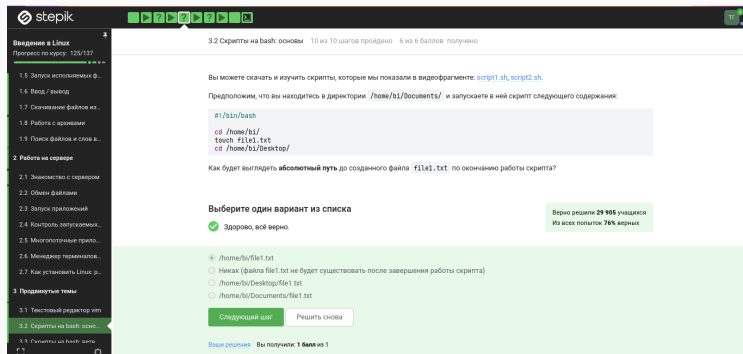 stepik
Введение в Linux
Прогресс по курсу: 125/137
1.5 Запуск исполняемых ф...
1.6 Ввод / вывод
1.7 Скачивание файлов из...
1.8 Работа с архивами
1.9 Поиск файлов и слов в...
2 Работа на сервере
2.1 Знакомство с сервером
2.2 Обмен файлами
2.3 Запуск приложений
2.4 Контроль запускаемых...
2.5 Многопоточные прило...
2.6 Менеджер терминалов...
2.7 Как установить Linux: р...
3 Продвинутые темы
3.1 Текстовый редактор vim
3.2 Скрипты на bash: осно...
3.3 Скрипты на bash: ветв...
3.2 Скрипты на bash: основы 10 из 10 шагов пройдено 6 из 6 баллов получено
Вы можете скачать и изучить скрипты, которые мы показали в видеофрагменте: script1.sh, script2.sh.
Предположим, что вы находитесь в директории /home/bi/Documents/ и запускаете в ней скрипт следующего содержания:
#!/bin/bash
cd /home/bi/
touch file1.txt
cd /home/bi/Desktop/
Как будет выглядеть абсолютный путь до созданного файла file1.txt по окончанию работы скрипта?
Выберите один вариант из списка
Здорово, всё верно.
Верно решили 29 905 учащихся
Из всех попыток 76% верных
/home/bi/file1.txt
Никак (файла file1.txt не будет существовать после завершения работы скрипта)
/home/bi/Desktop/file1.txt
/home/bi/Documents/file1.txt
Следующий шаг
Решить снова
Ваши решения Вы получили: 1 балл из 1